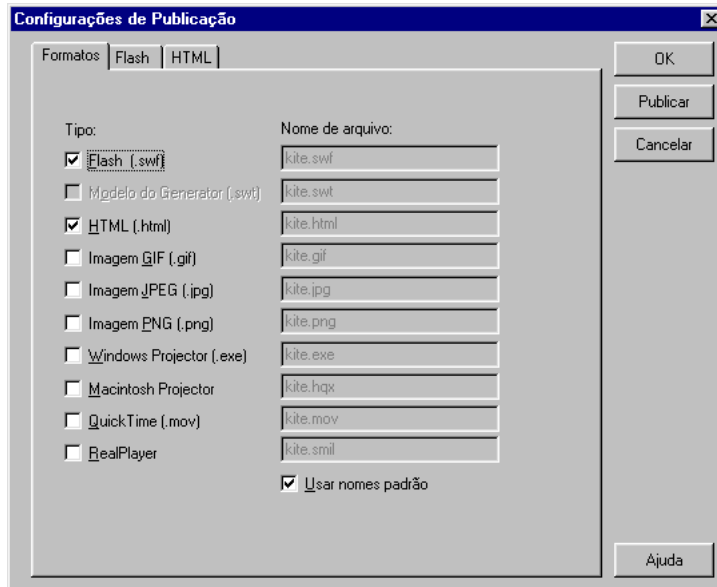 Configurações de Publicação
Formatos Flash HTML
OK
Publicar
Cancelar
Tipo: Nome de arquivo:
Flash (.swf) kite.swf
Modelo do Generator (.swt) kite.swt
HTML (.html) kite.html
Imagem GIF (.gif) kite.gif
Imagem JPEG (.jpg) kite.jpg
Imagem PNG (.png) kite.png
Windows Projector (.exe) kite.exe
Macintosh Projector kite.hqx
QuickTime (.mov) kite.mov
RealPlayer kite.smil
Usar nomes padrão
Ajuda